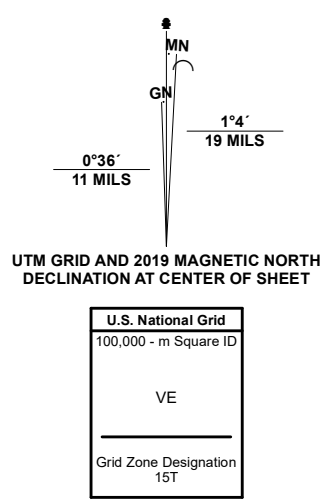 MN
GN
1°4´
19 MILS
0°36´
11 MILS
UTM GRID AND 2019 MAGNETIC NORTH
DECLINATION AT CENTER OF SHEET
U.S. National Grid
100,000 - m Square ID
VE
Grid Zone Designation
15T